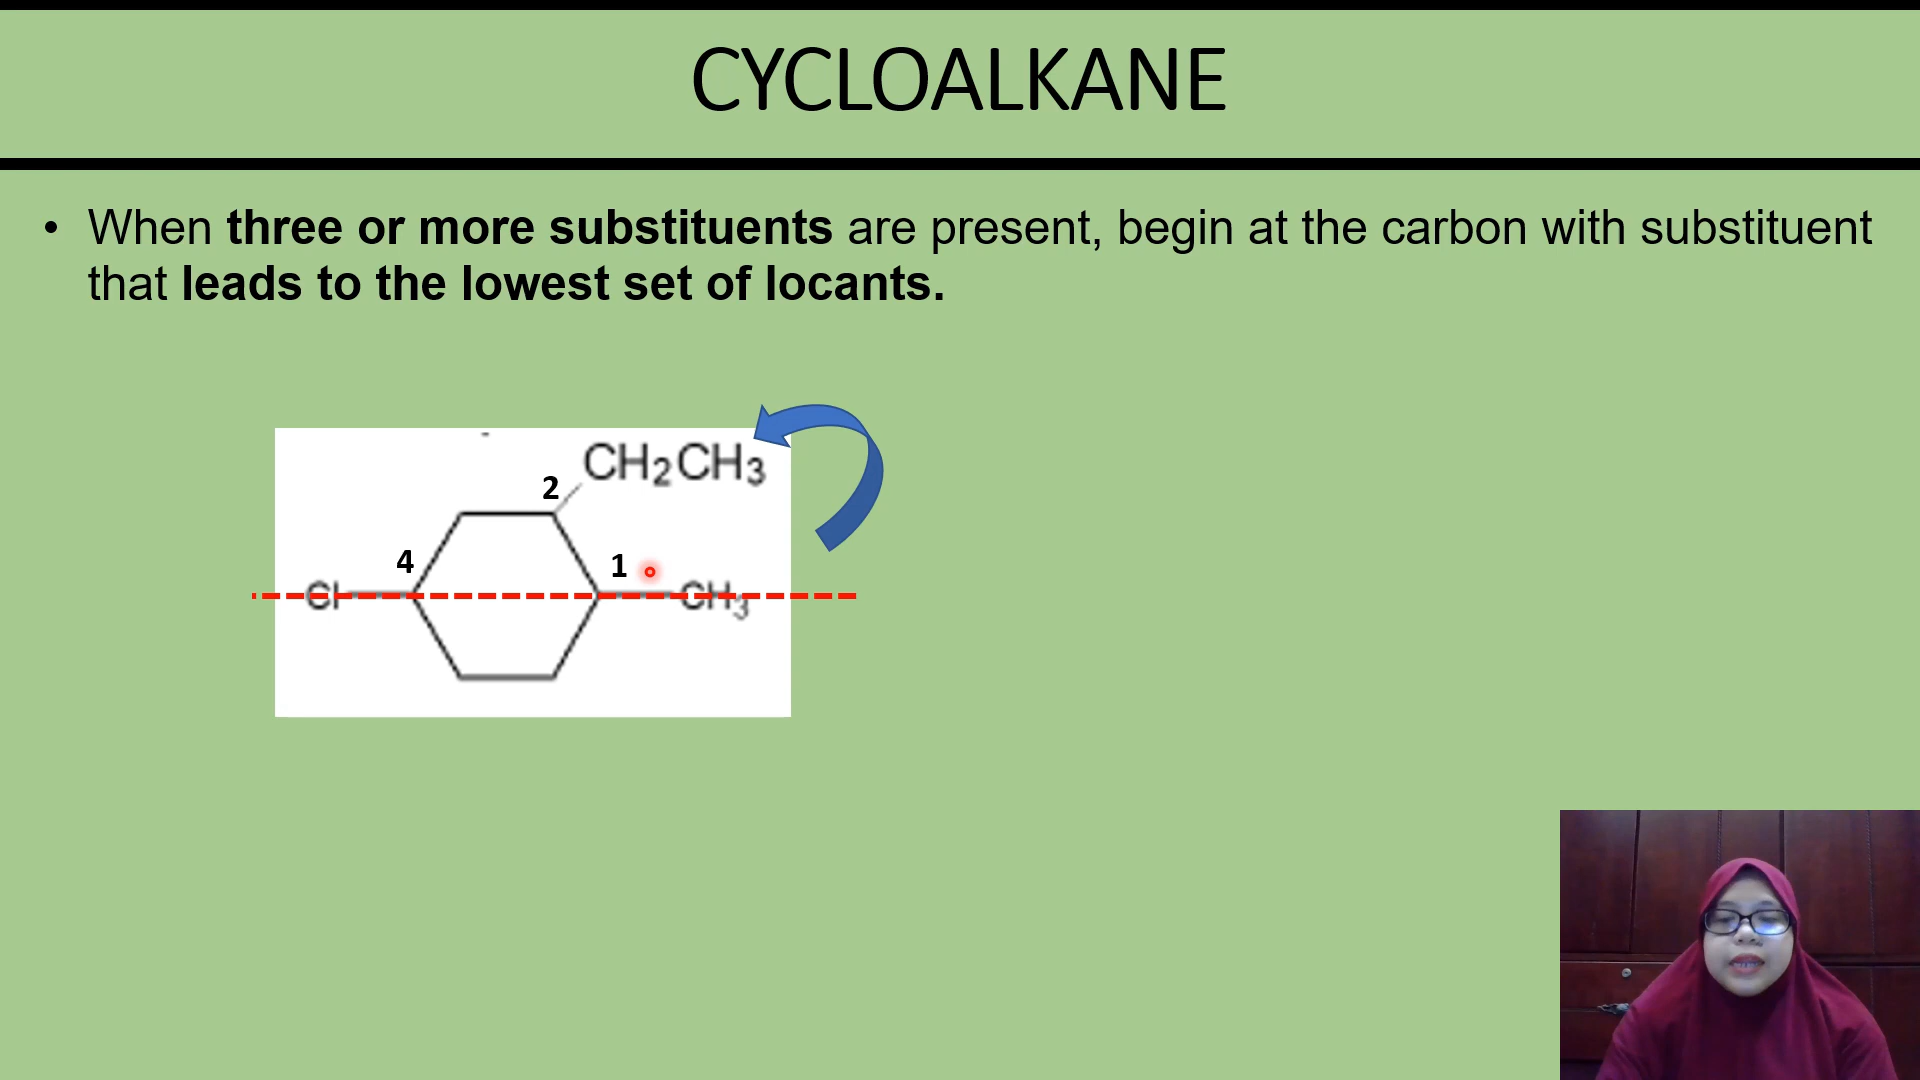 CYCLOALKANE
• When three or more substituents are present, begin at the carbon with substituent
that leads to the lowest set of locants.
CH₂CH₃
2
4
1
Cl
CH₃